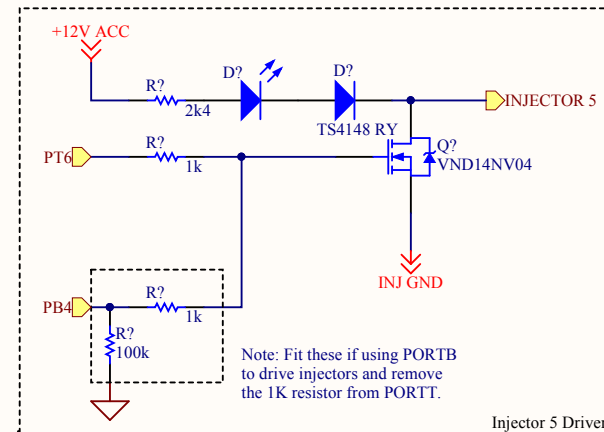 +12V ACC
R?
2k4
D?
D?
TS4148 RY
INJECTOR 5
PT6
R?
1k
Q?
VND14NV04
INJ GND
PB4
R?
1k
R?
100k
Note: Fit these if using PORTB
to drive injectors and remove
the 1K resistor from PORTT.
Injector 5 Driver